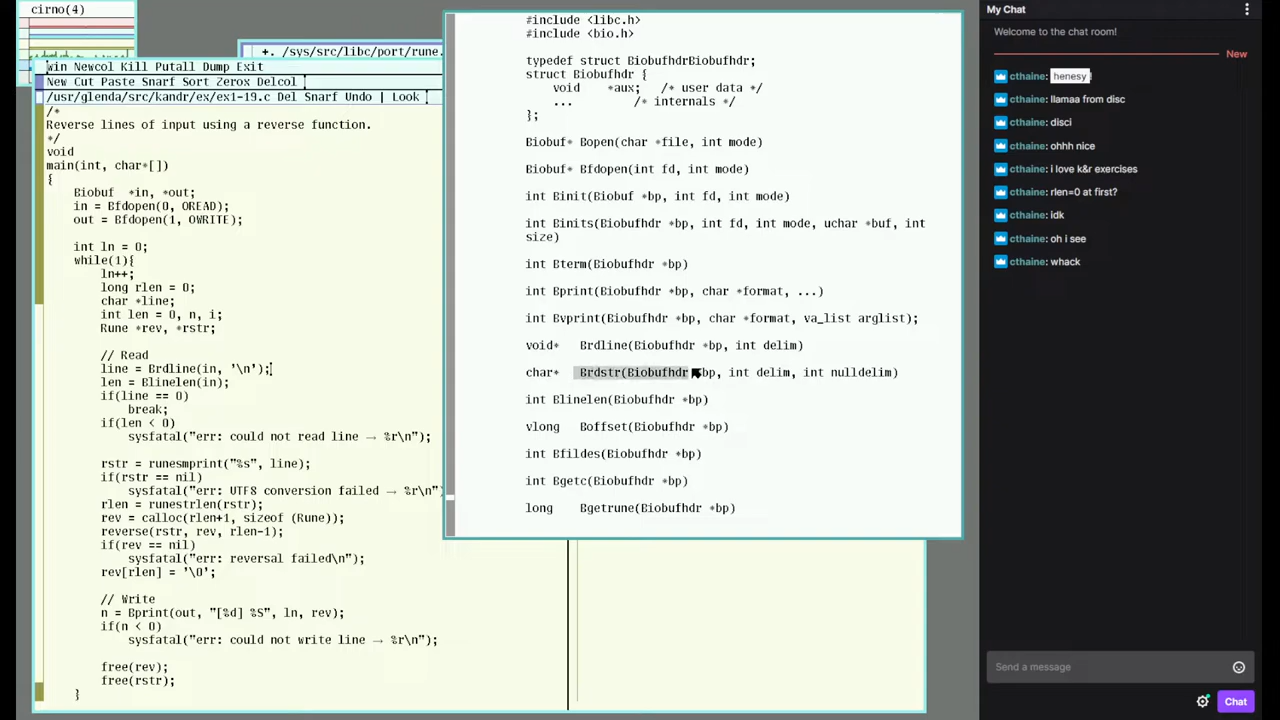 cirno(4)
+. /sys/src/libc/port/rune.
win Newcol Kill Putall Dump Exit
New Cut Paste Snarf Sort Zerox Delcol
/usr/glenda/src/kandr/ex/ex1-19.c Del Snarf Undo | Look
/*
Reverse lines of input using a reverse function.
*/
void
main(int, char*[])
{
Biobuf *in, *out;
in = Bfdopen(0, OREAD);
out = Bfdopen(1, OWRITE);
int ln = 0;
while(1){
ln++;
long rlen = 0;
char *line;
int len = 0, n, i;
Rune *rev, *rstr;
// Read
line = Brdline(in, '\n');
len = Blinelen(in);
if(line == 0)
break;
if(len < 0)
sysfatal("err: could not read line → %r\n");
rstr = runesmprint("%s", line);
if(rstr == nil)
sysfatal("err: UTF8 conversion failed → %r\n")
rlen = runestrlen(rstr);
rev = calloc(rlen+1, sizeof (Rune));
reverse(rstr, rev, rlen-1);
if(rev == nil)
sysfatal("err: reversal failed\n");
rev[rlen] = '\0';
// Write
n = Bprint(out, "[%d] %S", ln, rev);
if(n < 0)
sysfatal("err: could not write line → %r\n");
free(rev);
free(rstr);
}
#include <libc.h>
#include <bio.h>
typedef struct BiobufhdrBiobufhdr;
struct Biobufhdr {
void *aux; /* user data */
... /* internals */
};
Biobuf* Bopen(char *file, int mode)
Biobuf* Bfdopen(int fd, int mode)
int Binit(Biobuf *bp, int fd, int mode)
int Binits(Biobufhdr *bp, int fd, int mode, uchar *buf, int
size)
int Bterm(Biobufhdr *bp)
int Bprint(Biobufhdr *bp, char *format, ...)
int Bvprint(Biobufhdr *bp, char *format, va_list arglist);
void* Brdline(Biobufhdr *bp, int delim)
char* Brdstr(Biobufhdr *bp, int delim, int nulldelim)
int Blinelen(Biobufhdr *bp)
vlong Boffset(Biobufhdr *bp)
int Bfildes(Biobufhdr *bp)
int Bgetc(Biobufhdr *bp)
long Bgetrune(Biobufhdr *bp)
My Chat
Welcome to the chat room!
New
cthaine: henesy
cthaine: llamaa from disc
cthaine: disci
cthaine: ohhh nice
cthaine: i love k&r exercises
cthaine: rlen=0 at first?
cthaine: idk
cthaine: oh i see
cthaine: whack
Send a message
Chat